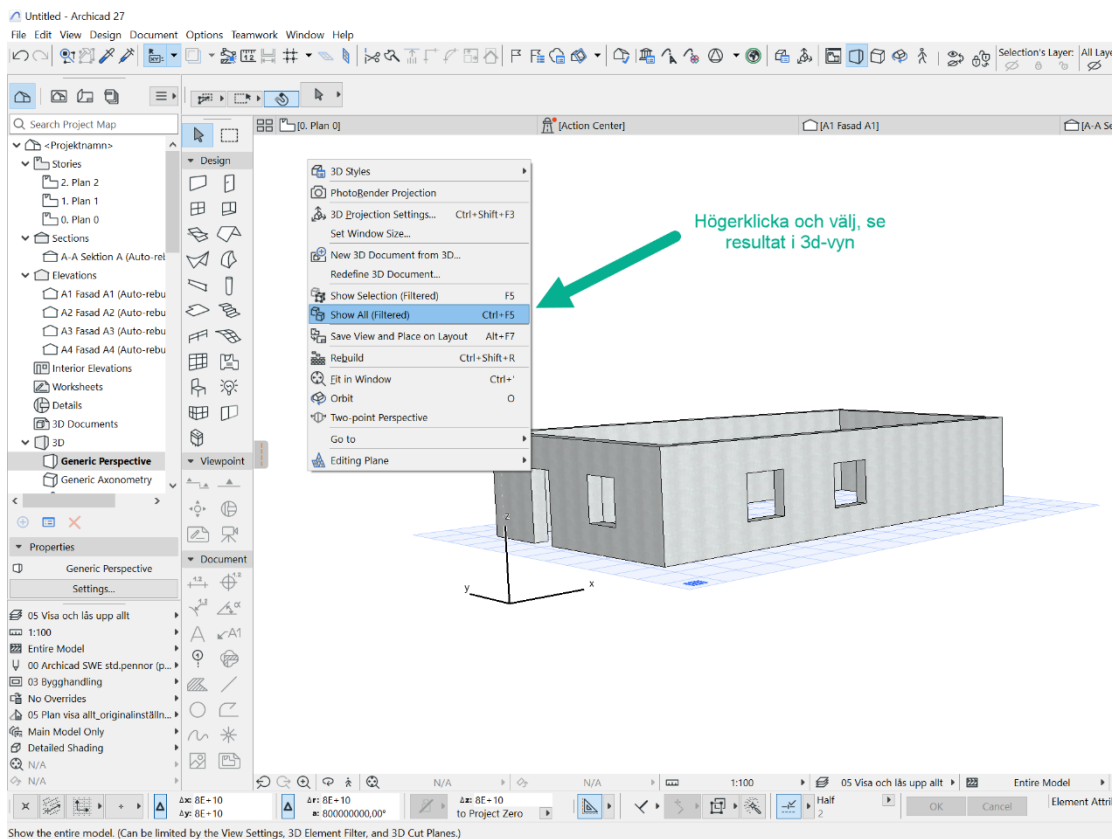 Untitled - Archicad 27
File Edit View Design Document Options Teamwork Window Help
Selection's Layer:
All Laye
Search Project Map
[0. Plan 0]
[Action Center]
[A1 Fasad A1]
[A-A Se
<Projektnamn>
Stories
2. Plan 2
1. Plan 1
0. Plan 0
Sections
A-A Sektion A (Auto-rel
Elevations
A1 Fasad A1 (Auto-rebu
A2 Fasad A2 (Auto-rebu
A3 Fasad A3 (Auto-rebu
A4 Fasad A4 (Auto-rebu
Interior Elevations
Worksheets
Details
3D Documents
3D
Generic Perspective
Generic Axonometry
Properties
Generic Perspective
Settings...
05 Visa och lås upp allt
1:100
Entire Model
00 Archicad SWE std.pennor (p...
03 Bygghandling
No Overrides
05 Plan visa allt_originalinställn...
Main Model Only
Detailed Shading
N/A
N/A
Design
Viewpoint
Document
1.2
1.2
1.2
α
A
A1
3D Styles
PhotoRender Projection
3D Projection Settings... Ctrl+Shift+F3
Set Window Size...
New 3D Document from 3D...
Redefine 3D Document...
Show Selection (Filtered) F5
Show All (Filtered) Ctrl+F5
Save View and Place on Layout Alt+F7
Rebuild Ctrl+Shift+R
Fit in Window Ctrl+'
Orbit O
Two-point Perspective
Go to
Editing Plane
Högerklicka och välj, se
resultat i 3d-vyn
z
y
x
N/A
N/A
1:100
05 Visa och lås upp allt
Entire Model
Δx: 8E+10
Δy: 8E+10
Δr: 8E+10
a: 800000000,00°
Δz: 8E+10
to Project Zero
Half
2
OK
Cancel
Element Attri
Show the entire model. (Can be limited by the View Settings, 3D Element Filter, and 3D Cut Planes.)